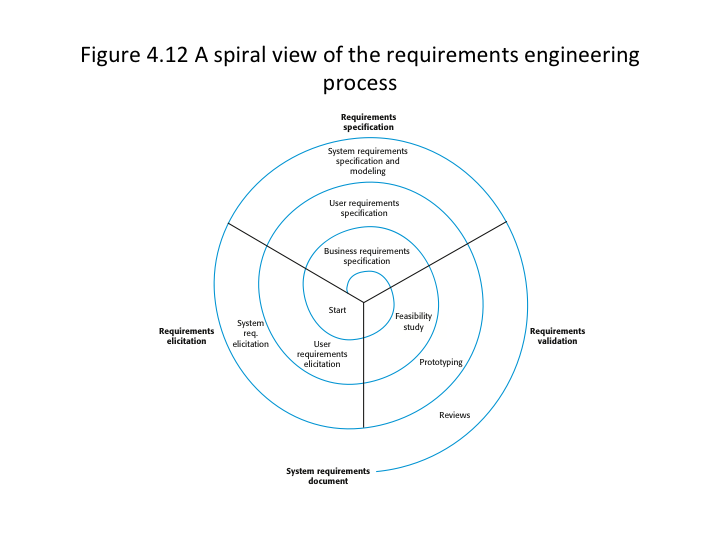 Figure 4.12 A spiral view of the requirements engineering
process
Requirements
specification
System requirements
specification and
modeling
User requirements
specification
Business requirements
specification
Start
Feasibility
study
System
req.
elicitation
User
requirements
elicitation
Requirements
elicitation
Requirements
validation
Prototyping
Reviews
System requirements
document